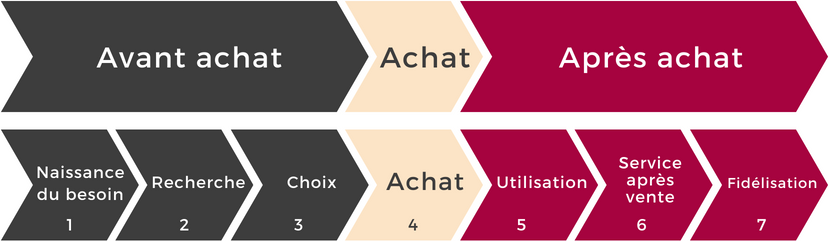 Avant achat
Achat
Après achat
Naissance
du besoin
1
Recherche
2
Choix
3
Achat
4
Utilisation
5
Service
après
vente
6
Fidélisation
7